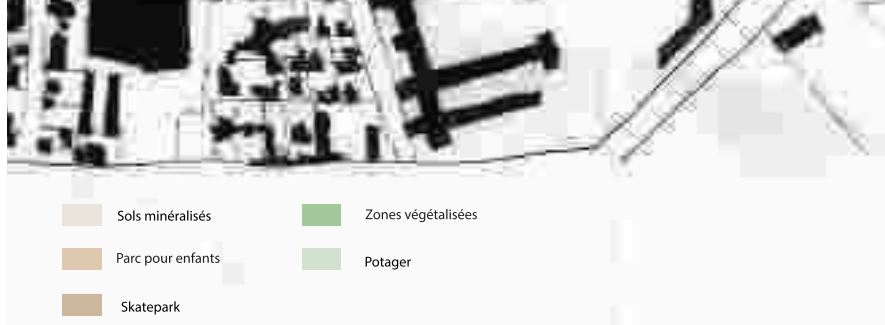 Sols minéralisés
Zones végétalisées
Parc pour enfants
Potager
Skatepark